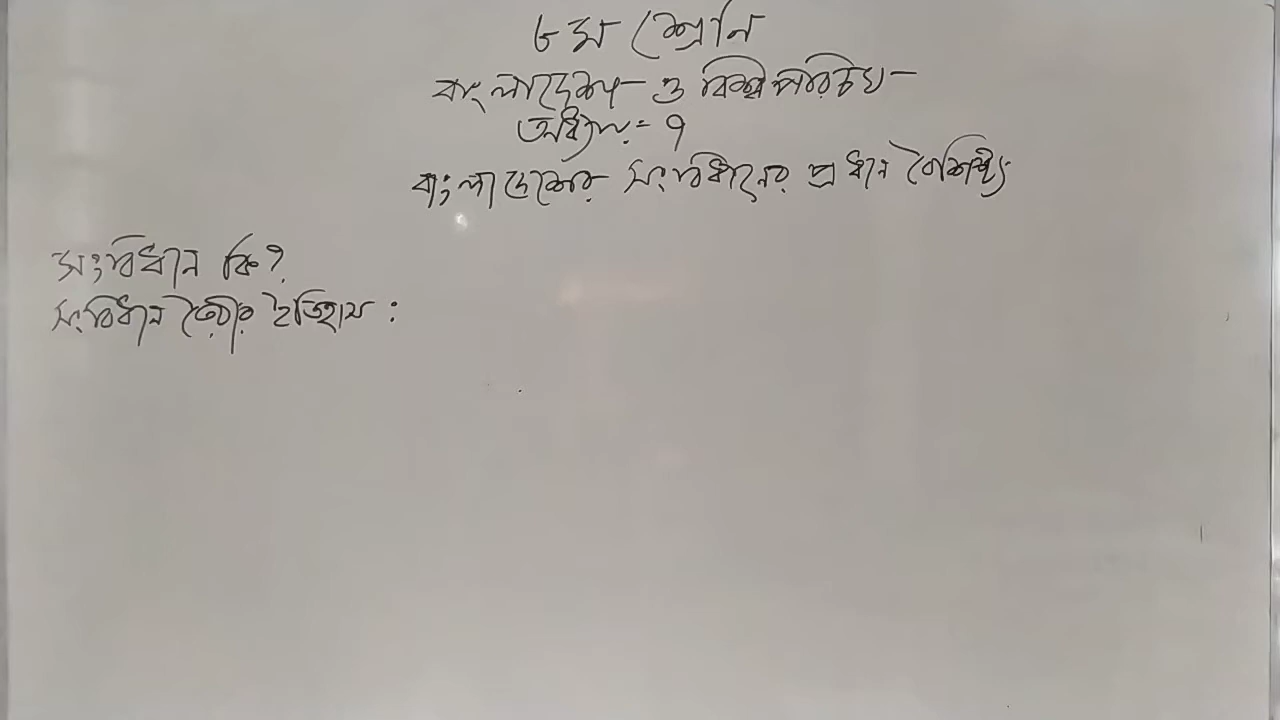 ৮ম শ্রেনি
বাংলাদেশ ও বিশ্বপরিচয়
অধ্যায়:- ৭
বাংলাদেশের সংবিধানের প্রধান বৈশিষ্ট্য
সংবিধান কি?
সংবিধান তৈরীর ইতিহাস :